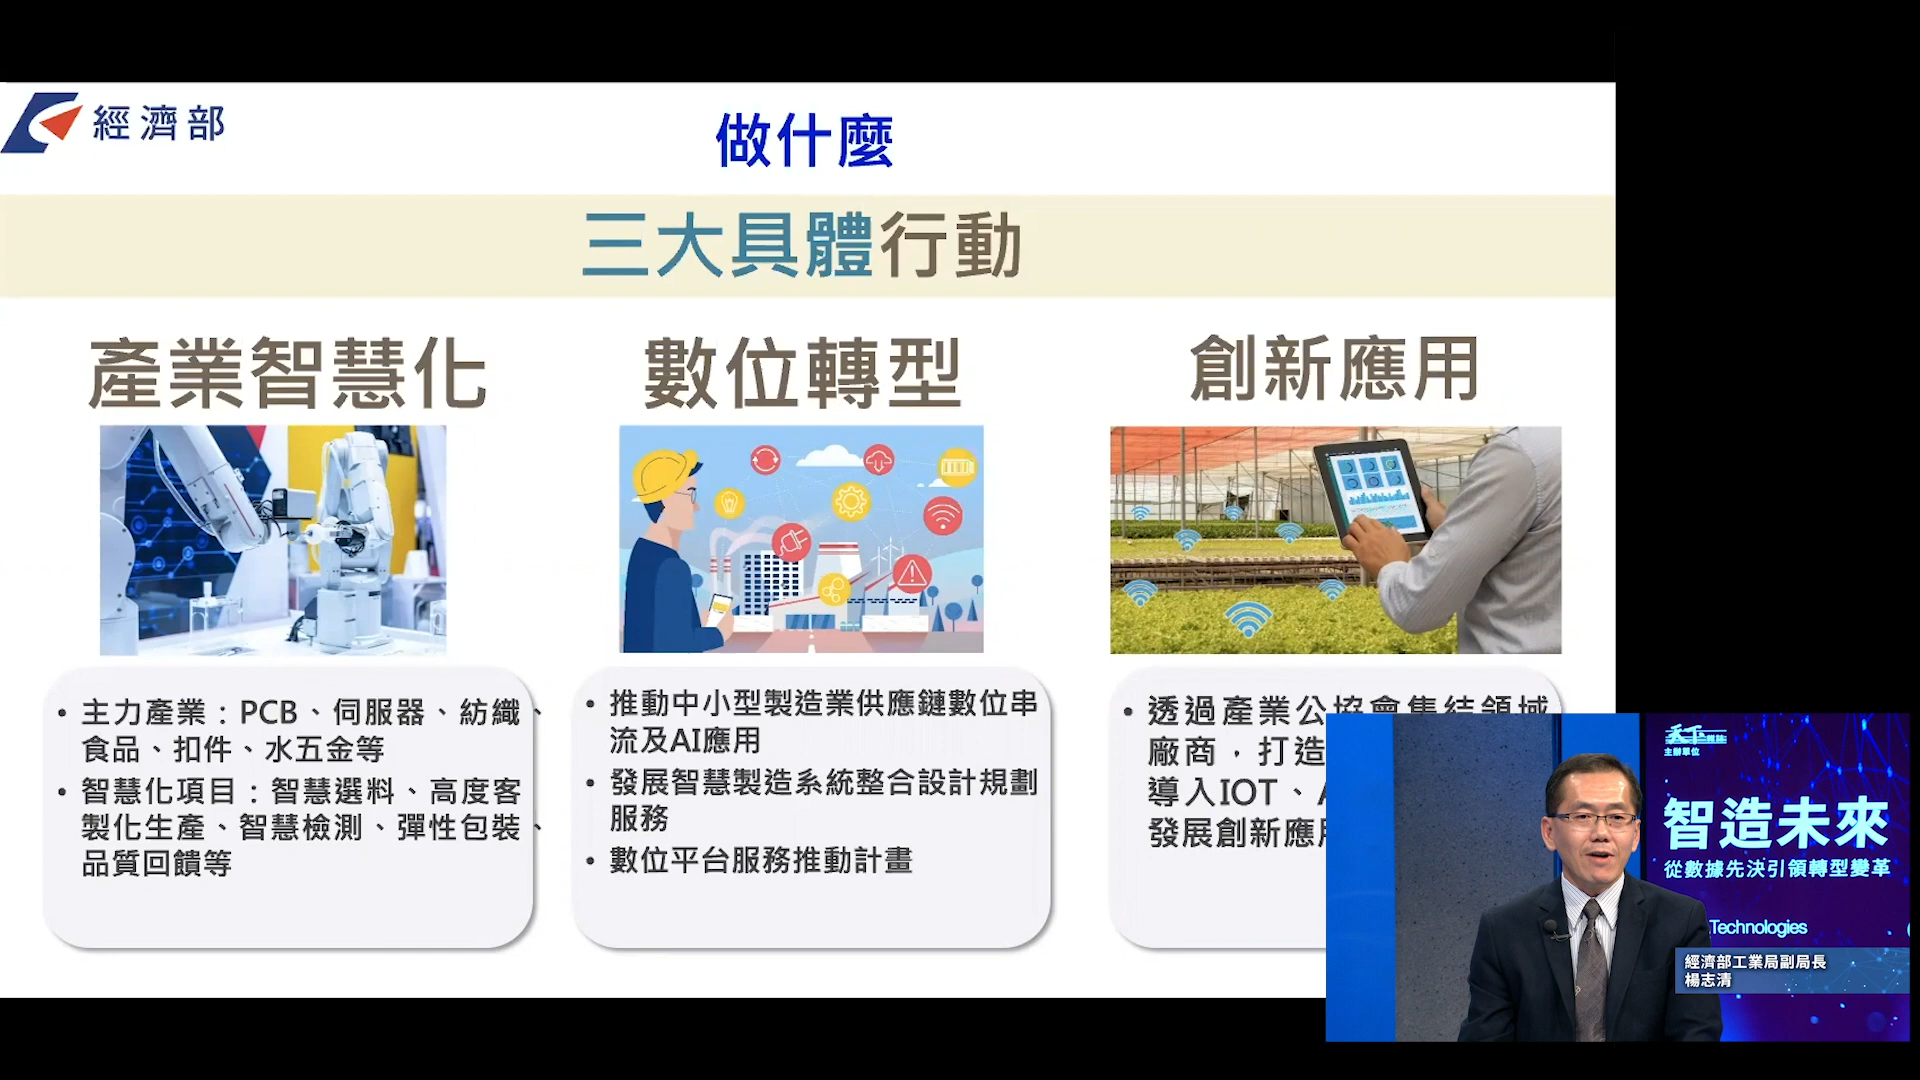 經濟部
做什麼
三大具體行動
產業智慧化
• 主力產業：PCB、伺服器、紡織、
食品、扣件、水五金等
• 智慧化項目：智慧選料、高度客
製化生產、智慧檢測、彈性包裝、
品質回饋等
數位轉型
• 推動中小型製造業供應鏈數位串
流及AI應用
• 發展智慧製造系統整合設計規劃
服務
• 數位平台服務推動計畫
創新應用
• 透過產業公協會集結領域
廠商，打造
導入IOT、
發展創新應
天下雜誌
主辦單位
智造未來
從數據先決引領轉型變革
Technologies
經濟部工業局副局長
楊志清